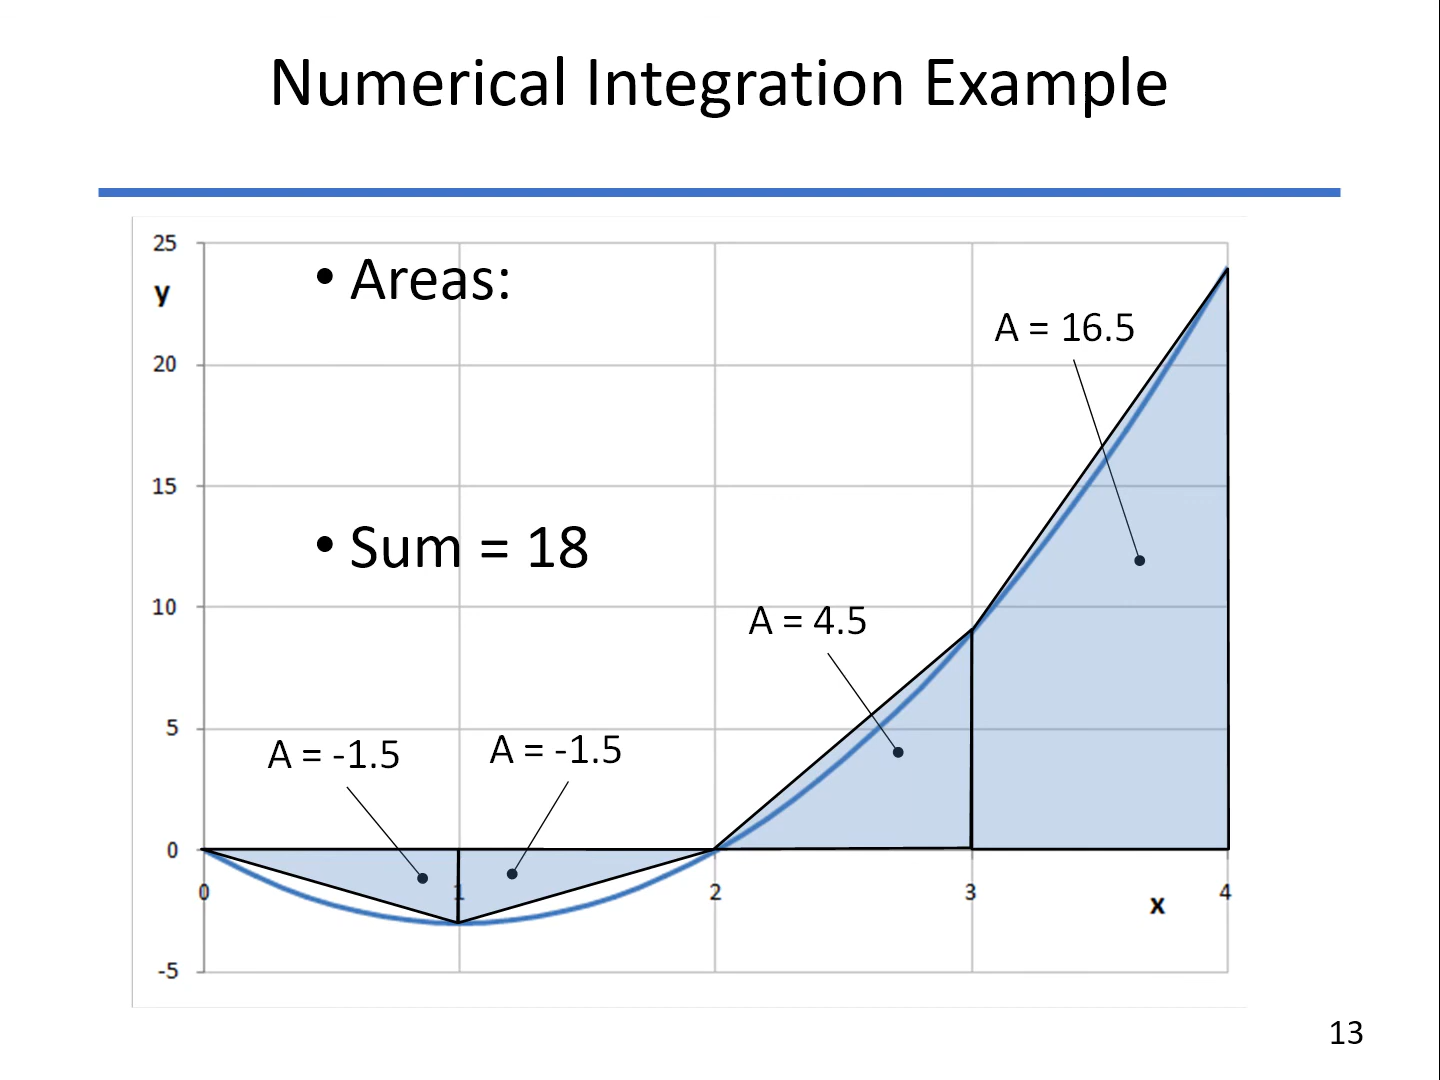 Numerical Integration Example
25
y
• Areas:
A = 16.5
20
15
• Sum = 18
10
A = 4.5
5
A = -1.5
A = -1.5
0
0
1
2
3
4
x
-5
13